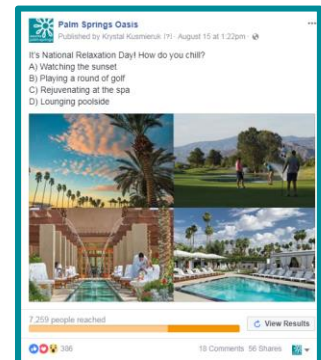 Palm Springs Oasis
Published by Krystal Kusmieruk [?] · August 15 at 1:22pm ·
It's National Relaxation Day! How do you chill?
A) Watching the sunset
B) Playing a round of golf
C) Rejuvenating at the spa
D) Lounging poolside
7,259 people reached
View Results
386
18 Comments 56 Shares